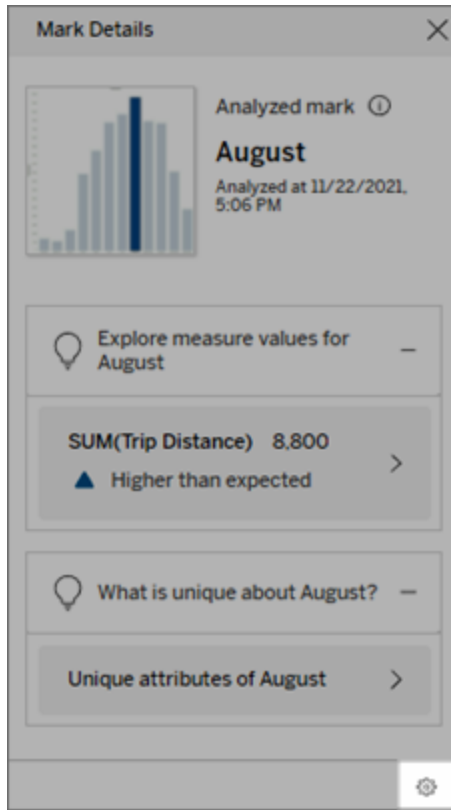 Mark Details
Analyzed mark
August
Analyzed at 11/22/2021,
5:06 PM
Explore measure values for
August
SUM(Trip Distance) 8,800
Higher than expected
What is unique about August?
Unique attributes of August